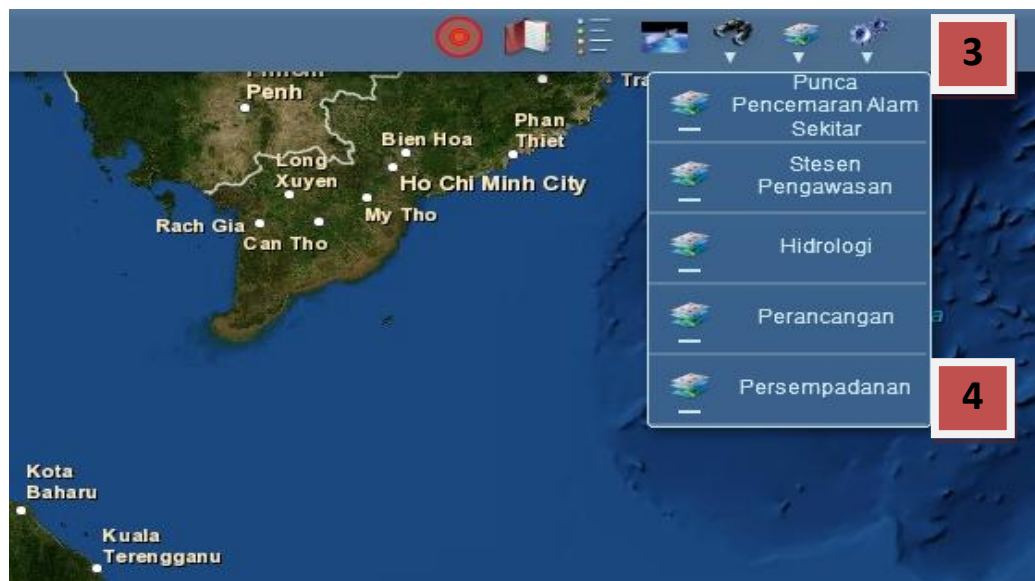 3
Penh
Tra
Punca
Pencemaran Alam
Sekitar
Phan
Thiet
Bien Hoa
Long
Xuyen
Ho Chi Minh City
Stesen
Pengawasan
My Tho
Rach Gia
Can Tho
Hidrologi
Perancangan
a
Persempadanan
4
Kota
Baharu
Kuala
Terengganu